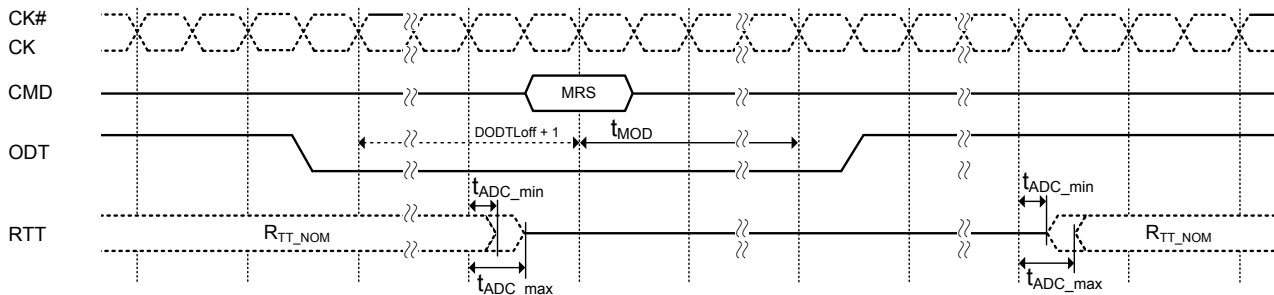 CK#
CK
CMD
MRS
ODT
DODTLoff + 1
tMOD
tADC_min
tADC_min
RTT
RTT_NOM
RTT_NOM
tADC_max
tADC_max